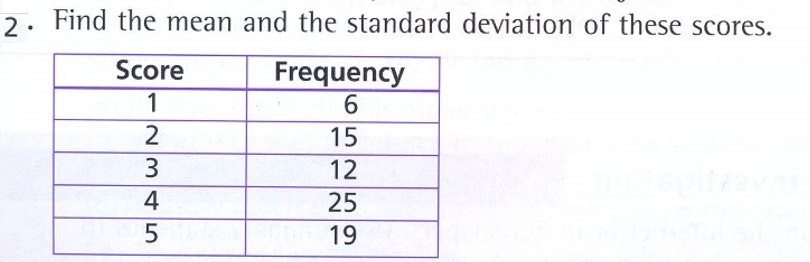 2. Find the mean and the standard deviation of these scores.
Score Frequency
1 6
2 15
3 12
4 25
5 19